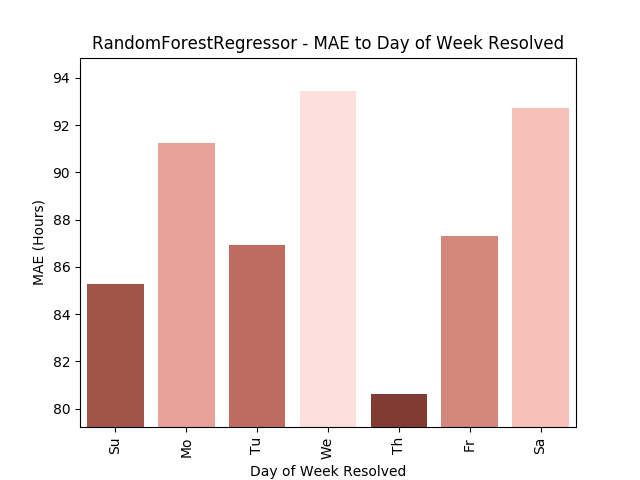 RandomForestRegressor - MAE to Day of Week Resolved
94
92
90
88
86
84
82
80
MAE (Hours)
Su
Mo
Tu
We
Th
Fr
Sa
Day of Week Resolved